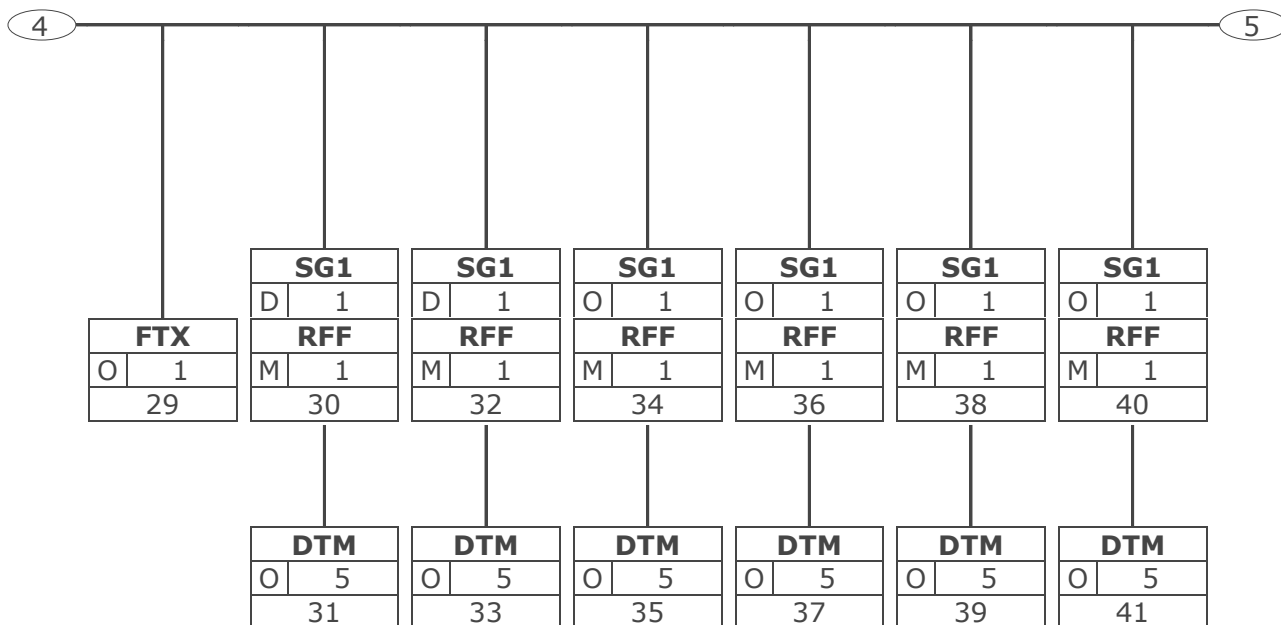 4
5
SG1 SG1 SG1 SG1 SG1 SG1
D 1 D 1 O 1 O 1 O 1 O 1
FTX RFF RFF RFF RFF RFF RFF
O 1 M 1 M 1 M 1 M 1 M 1 M 1
29 30 32 34 36 38 40
DTM DTM DTM DTM DTM DTM
O 5 O 5 O 5 O 5 O 5 O 5
31 33 35 37 39 41